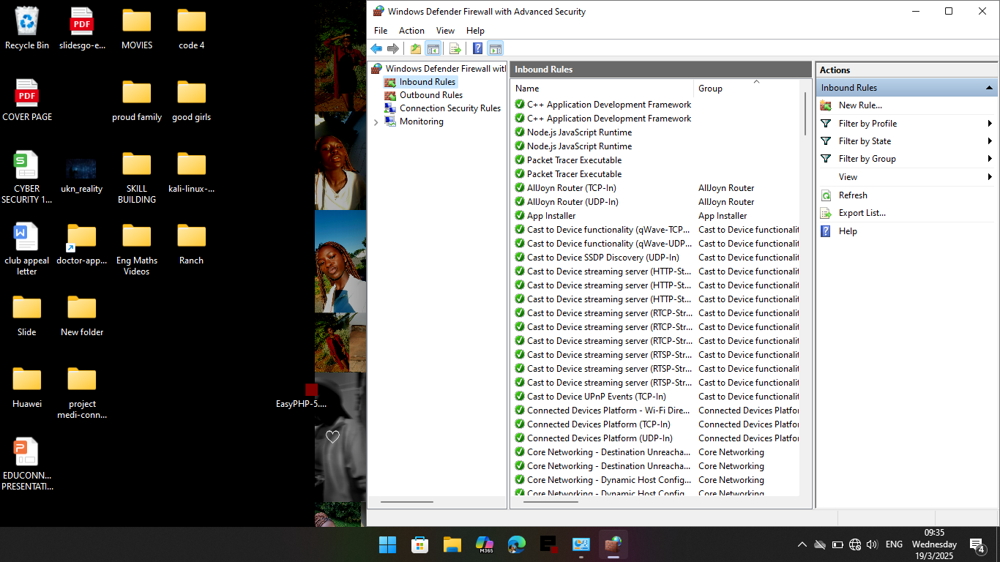 Recycle Bin
slidesgo-e...
MOVIES
code 4
COVER PAGE
proud family
good girls
CYBER
SECURITY 1...
ukn_reality
SKILL
BUILDING
kali-linux-...
club appeal
letter
doctor-app...
Eng Maths
Videos
Ranch
Slide
New folder
Huawei
project
medi-conn...
EasyPHP-5....
EDUCONN...
PRESENTATI...
PDF
PDF
Windows Defender Firewall with Advanced Security
File Action View Help
Windows Defender Firewall wit
Inbound Rules
Outbound Rules
Connection Security Rules
Monitoring
Inbound Rules
Name Group
C++ Application Development Framework
C++ Application Development Framework
Node.js JavaScript Runtime
Node.js JavaScript Runtime
Packet Tracer Executable
Packet Tracer Executable
AllJoyn Router (TCP-In) AllJoyn Router
AllJoyn Router (UDP-In) AllJoyn Router
App Installer App Installer
Cast to Device functionality (qWave-TCP... Cast to Device functionalit
Cast to Device functionality (qWave-UDP... Cast to Device functionalit
Cast to Device SSDP Discovery (UDP-In) Cast to Device functionalit
Cast to Device streaming server (HTTP-St... Cast to Device functionalit
Cast to Device streaming server (HTTP-St... Cast to Device functionalit
Cast to Device streaming server (HTTP-St... Cast to Device functionalit
Cast to Device streaming server (RTCP-Str... Cast to Device functionalit
Cast to Device streaming server (RTCP-Str... Cast to Device functionalit
Cast to Device streaming server (RTCP-Str... Cast to Device functionalit
Cast to Device streaming server (RTSP-Str... Cast to Device functionalit
Cast to Device streaming server (RTSP-Str... Cast to Device functionalit
Cast to Device streaming server (RTSP-Str... Cast to Device functionalit
Cast to Device UPnP Events (TCP-In) Cast to Device functionalit
Connected Devices Platform - Wi-Fi Dire... Connected Devices Platfor
Connected Devices Platform (TCP-In) Connected Devices Platfor
Connected Devices Platform (UDP-In) Connected Devices Platfor
Core Networking - Destination Unreacha... Core Networking
Core Networking - Destination Unreacha... Core Networking
Core Networking - Dynamic Host Config... Core Networking
Core Networking - Dynamic Host Config... Core Networking
Actions
Inbound Rules
New Rule...
Filter by Profile
Filter by State
Filter by Group
View
Refresh
Export List...
Help
M365
ENG
09:35
Wednesday
19/3/2025
4